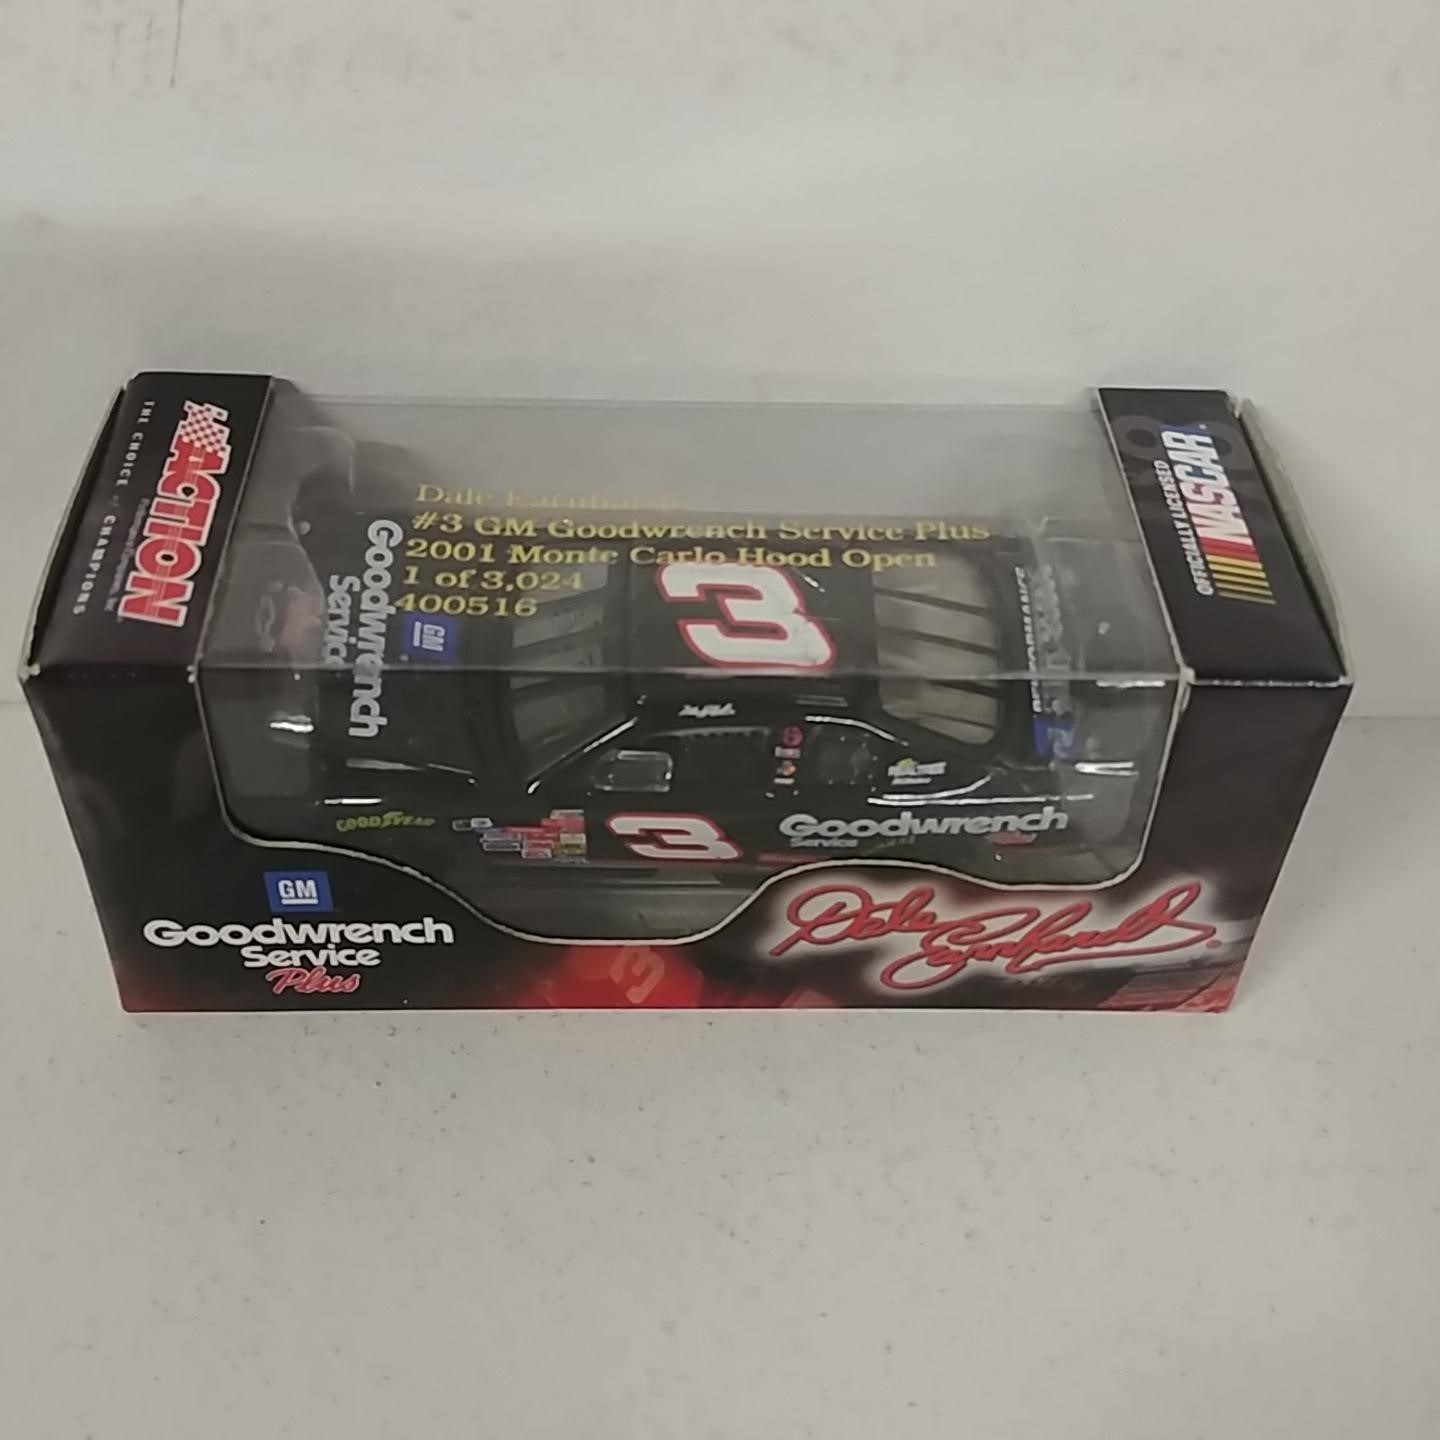 Dale Earnhardt
#3 GM Goodwrench Service Plus
2001 Monte Carlo Hood Open
1 of 3,024
400516
ACTION
THE CHOICE of CHAMPIONS
OFFICIALLY LICENSED
NASCAR
Goodwrench
Service
GM
3
GOODYEAR
3
Goodwrench
Service
GM
Goodwrench
Service
Plus
Dale Earnhardt
3